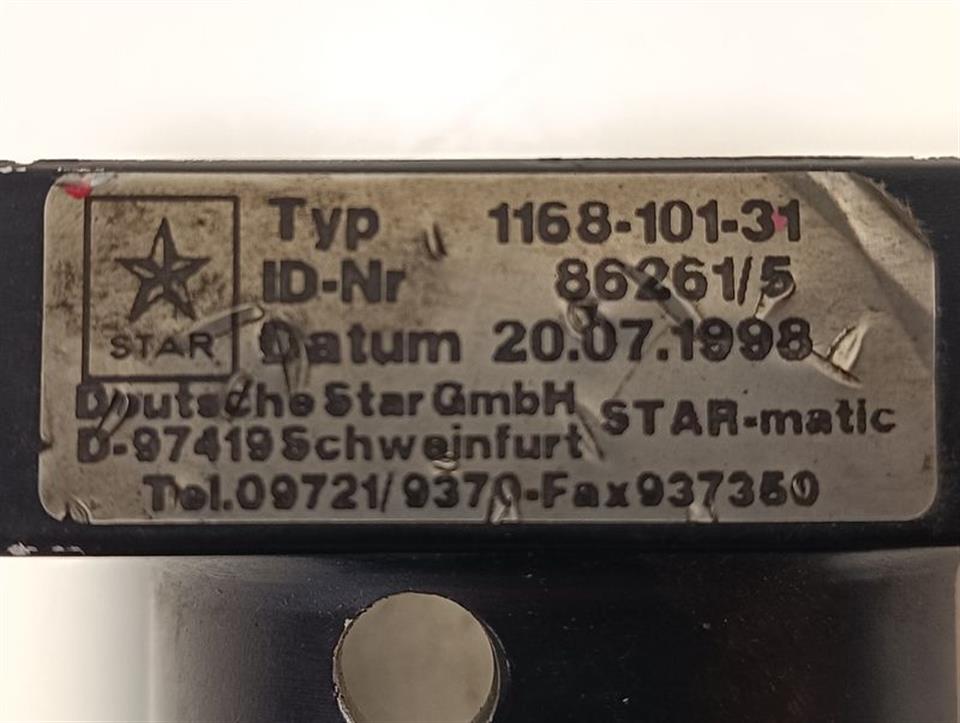 STAR
Typ 1168-101-31
ID-Nr 86261/5
Datum 20.07.1998
Deutsche Star GmbH
D-97419 Schweinfurt
STAR-matic
Tel.09721/9370-Fax937350